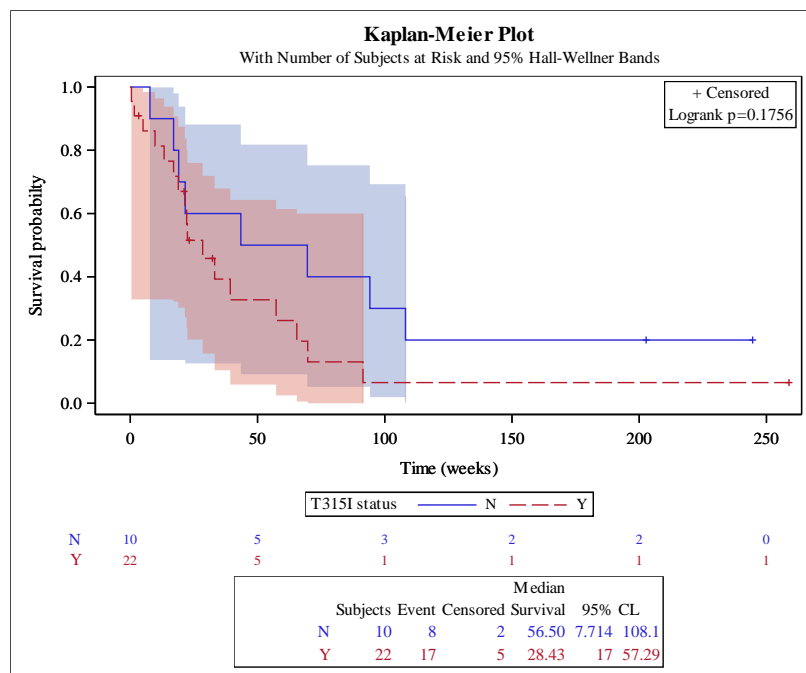 Kaplan-Meier Plot
With Number of Subjects at Risk and 95% Hall-Wellner Bands
+ Censored
Logrank p=0.1756
1.0
0.8
0.6
0.4
0.2
0.0
Survival probabilty
0 50 100 150 200 250
Time (weeks)
T315I status N Y
N 10 5 3 2 2 0
Y 22 5 1 1 1 1
Median
Subjects Event Censored Survival 95% CL
N 10 8 2 56.50 7.714 108.1
Y 22 17 5 28.43 17 57.29